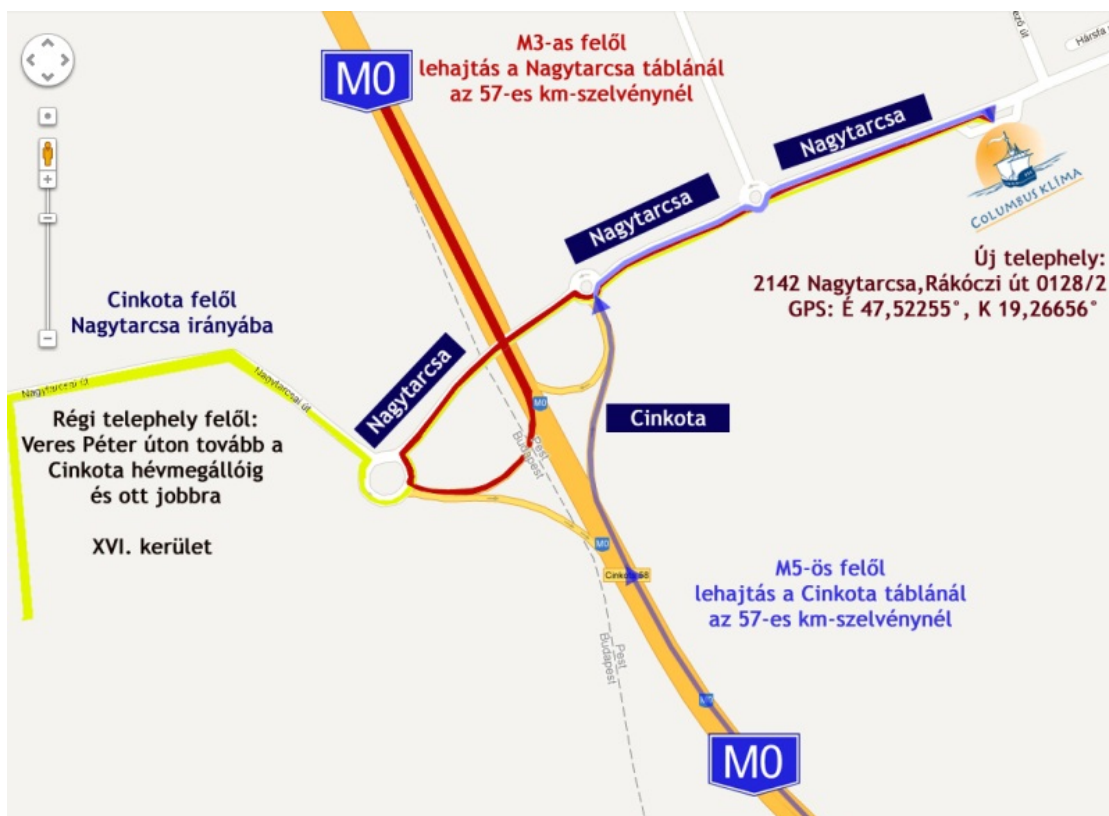 M0
M3-as felől
lehajtás a Nagytarcsa táblánál
az 57-es km-szelvénynél
Hársfa
Nagytarcsa
COLUMBUS KLÍMA
Nagytarcsa
Új telephely:
2142 Nagytarcsa,Rákóczi út 0128/2
GPS: É 47,52255°, K 19,26656°
Cinkota felől
Nagytarcsa irányába
Nagytarcsai út
Nagytarcsai út
Nagytarcsa
Régi telephely felől:
Veres Péter úton tovább a
Cinkota hévmegállóig
és ott jobbra
XVI. kerület
M0
Cinkota
Pest
Budapest
M0
M5-ös felől
lehajtás a Cinkota táblánál
az 57-es km-szelvénynél
Pest
Budapest
M0